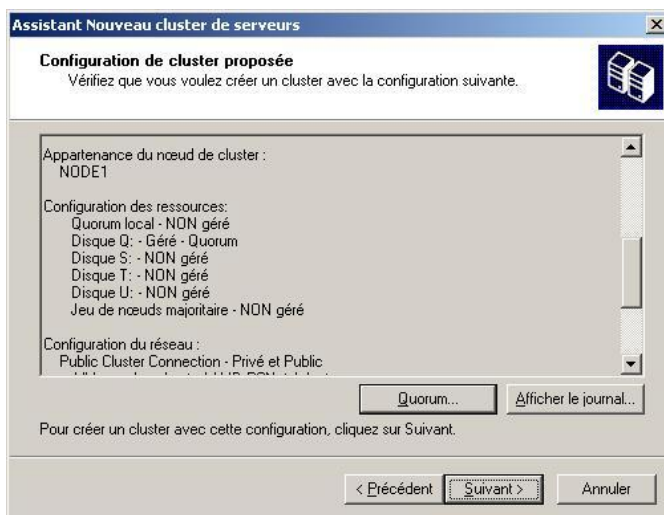 Assistant Nouveau cluster de serveurs
Configuration de cluster proposée
Vérifiez que vous voulez créer un cluster avec la configuration suivante.
Appartenance du nœud de cluster :
NODE1
Configuration des ressources:
Quorum local - NON géré
Disque Q: - Géré - Quorum
Disque S: - NON géré
Disque T: - NON géré
Disque U: - NON géré
Jeu de nœuds majoritaire - NON géré
Configuration du réseau :
Public Cluster Connection - Privé et Public
Quorum...
Afficher le journal...
Pour créer un cluster avec cette configuration, cliquez sur Suivant.
< Précédent
Suivant >
Annuler